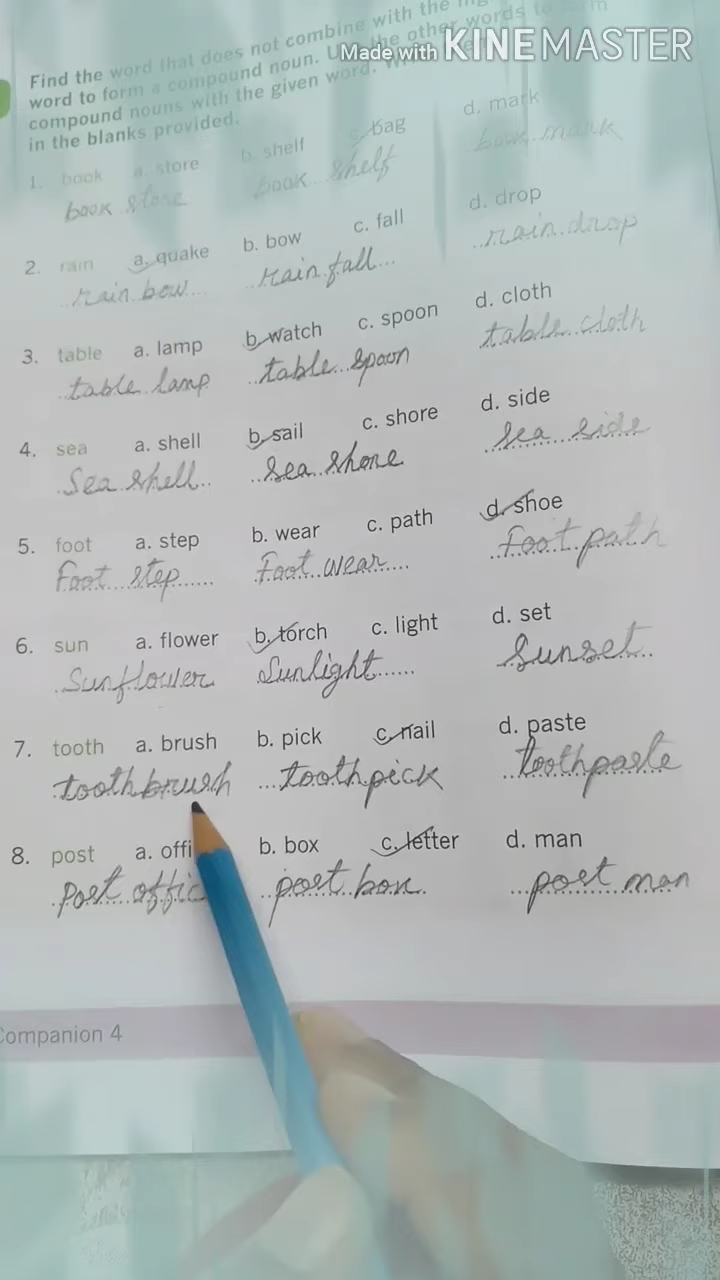 Made with KINEMASTER
Find the word that does not combine with the
word to form a compound noun. the other words to form
compound nouns with the given word.
in the blanks provided.
1. book a. store b. shelf c. bag d. mark
book store book shelf book mark
2. rain a. quake b. bow c. fall d. drop
rain bow rain fall rain drop
3. table a. lamp b. watch c. spoon d. cloth
table lamp table spoon table cloth
4. sea a. shell b. sail c. shore d. side
Sea shell sea shore sea side
5. foot a. step b. wear c. path d. shoe
Foot step Foot wear Foot path
6. sun a. flower b. torch c. light d. set
Sunflower Sunlight Sunset
7. tooth a. brush b. pick c. nail d. paste
toothbrush toothpick toothpaste
8. post a. offi b. box c. letter d. man
Post offic post box post man
Companion 4